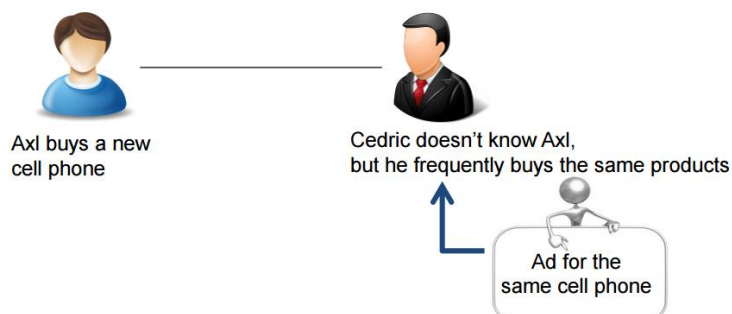 Axl buys a new
cell phone
Cedric doesn't know Axl,
but he frequently buys the same products
Ad for the
same cell phone